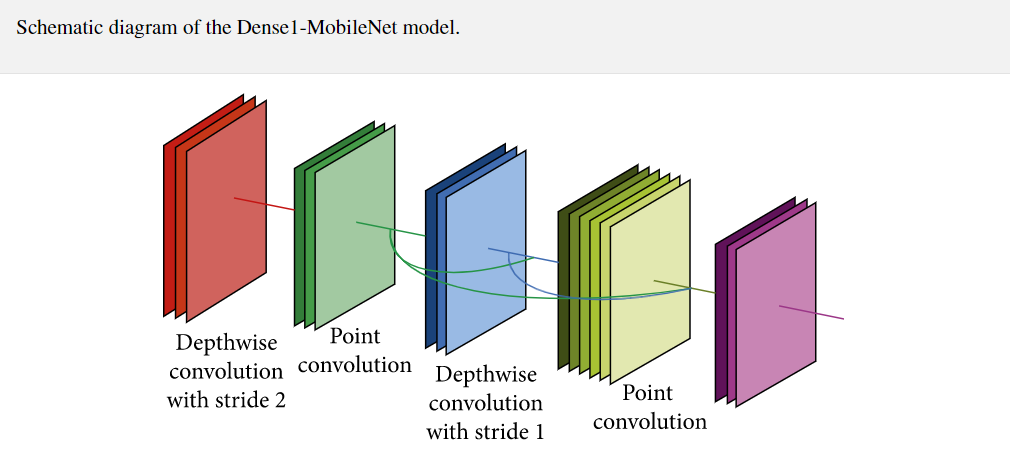 Schematic diagram of the Dense1-MobileNet model.
Depthwise
convolution
with stride 2
Point
convolution
Depthwise
convolution
with stride 1
Point
convolution